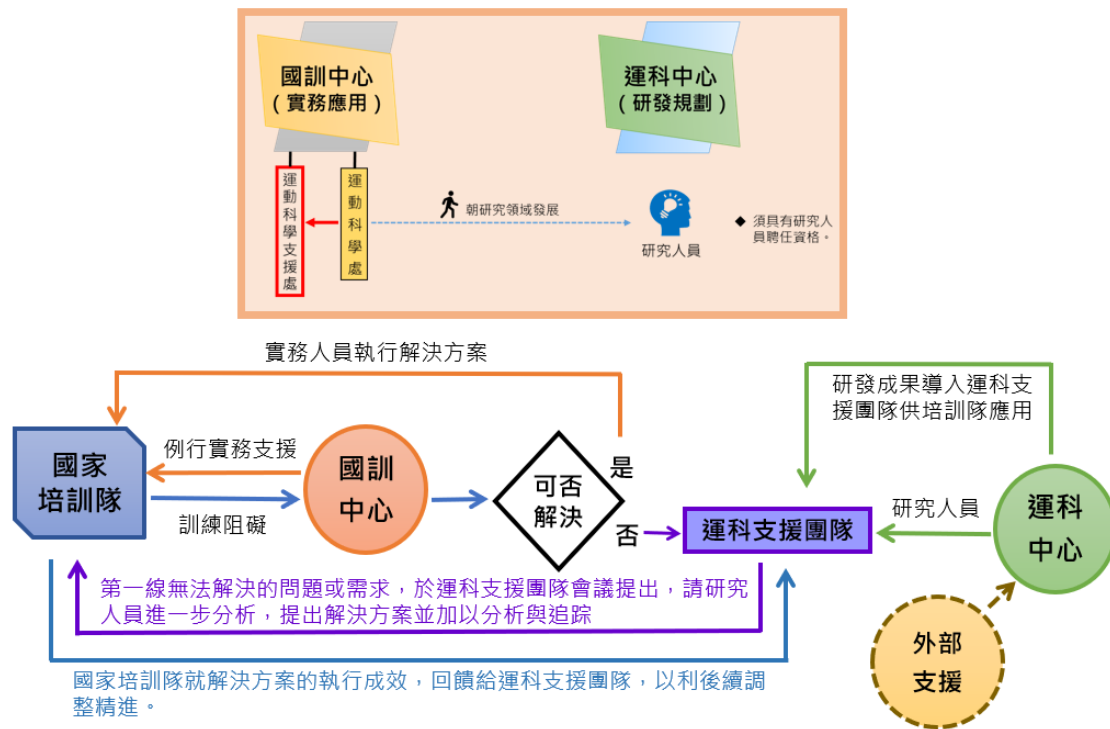 國訓中心
（實務應用）
運科中心
（研發規劃）
運動科學支援處
運動科學處
朝研究領域發展
研究人員
◆ 須具有研究人
員聘任資格。
實務人員執行解決方案
研發成果導入運科支
援團隊供培訓隊應用
國家
培訓隊
例行實務支援
訓練阻礙
國訓
中心
可否
解決
是
否
運科支援團隊
研究人員
運科
中心
第一線無法解決的問題或需求，於運科支援團隊會議提出，請研究
人員進一步分析，提出解決方案並加以分析與追踪
外部
支援
國家培訓隊就解決方案的執行成效，回饋給運科支援團隊，以利後續調
整精進。